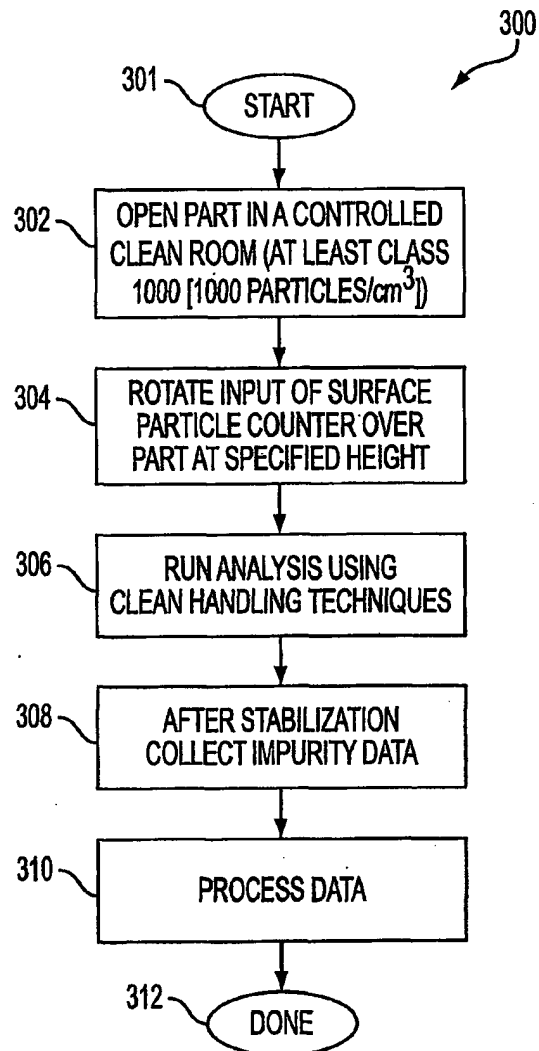 300
301
START
302
OPEN PART IN A CONTROLLED
CLEAN ROOM (AT LEAST CLASS
1000 [1000 PARTICLES/cm³])
304
ROTATE INPUT OF SURFACE
PARTICLE COUNTER OVER
PART AT SPECIFIED HEIGHT
306
RUN ANALYSIS USING
CLEAN HANDLING TECHNIQUES
308
AFTER STABILIZATION
COLLECT IMPURITY DATA
310
PROCESS DATA
312
DONE